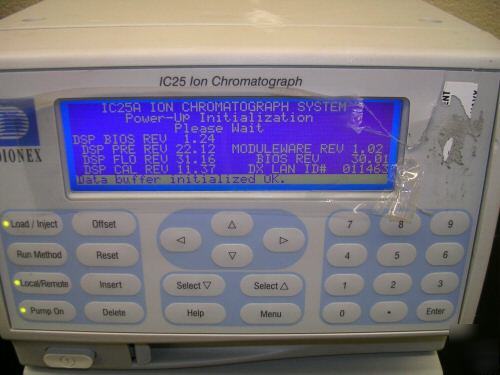 IC25 Ion Chromatograph
IC25A ION CHROMATOGRAPH SYSTEM
Power-Up Initialization
Please Wait
DSP BIOS REV 1.24
DSP PRE REV 22.12 MODULEWARE REV 1.02
DSP FLO REV 31.16 BIOS REV 30.01
DSP CAL REV 11.37 DX LAN ID# 011463
Data buffer initialized OK.
DIONEX
Load / Inject Offset 7 8 9
Run Method Reset 4 5 6
Local/Remote Insert 1 2 3
Select ▽ Select △
Pump On Delete Help Menu 0 • Enter